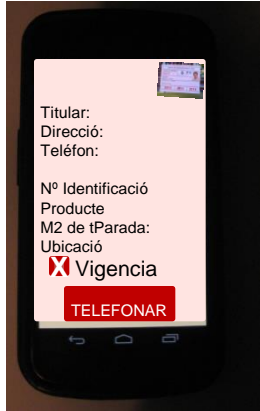 Titular:
Direcció:
Telèfon:
Nº Identificació
Producte
M2 de tParada:
Ubicació
X Vigencia
TELEFONAR